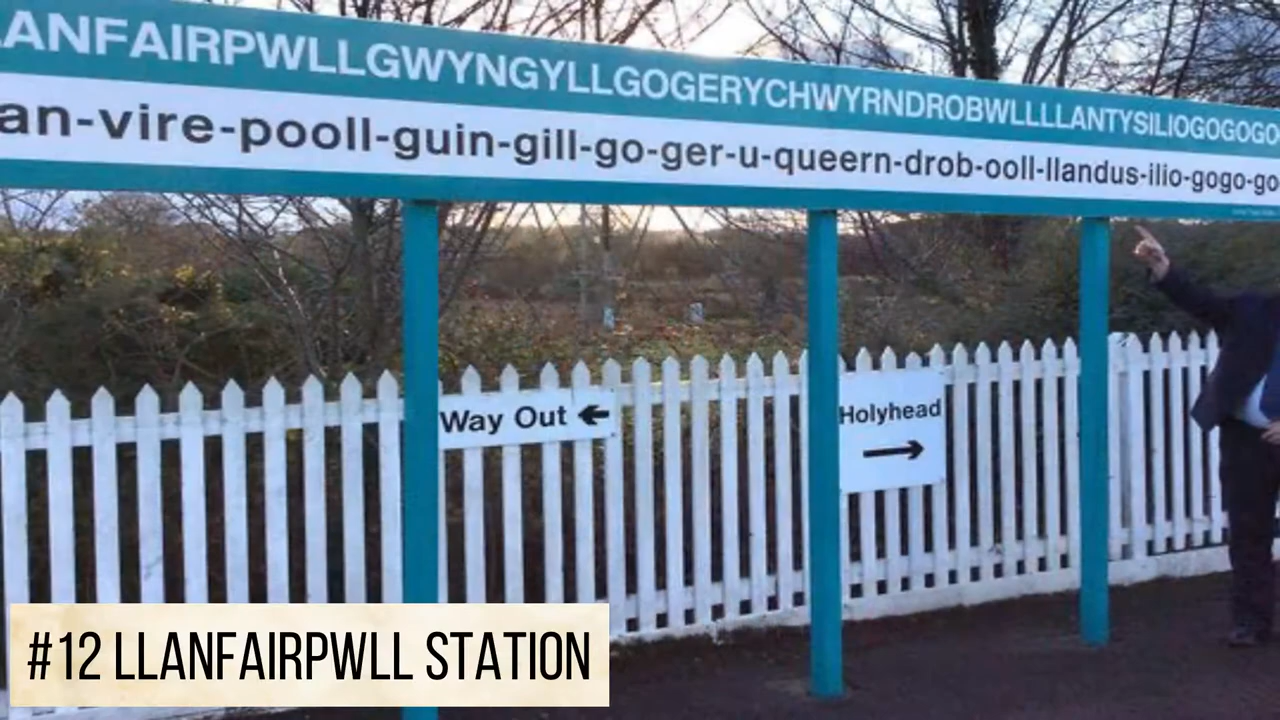 LANFAIRPWLLGWYNGYLLGOGERYCHWYRNDROBWLLLLANTYSILIOGOGOGO
an-vire-pooll-guin-gill-go-ger-u-queern-drob-ooll-llandus-ilio-gogo-go
Way Out ←
Holyhead
→
#12 LLANFAIRPWLL STATION